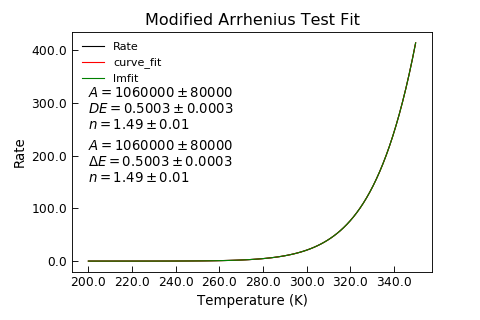 Modified Arrhenius Test Fit
400.0
300.0
200.0
100.0
0.0
Rate
Rate
curve_fit
lmfit
A = 1060000 ± 80000
DE = 0.5003 ± 0.0003
n = 1.49 ± 0.01
A = 1060000 ± 80000
ΔE = 0.5003 ± 0.0003
n = 1.49 ± 0.01
200.0 220.0 240.0 260.0 280.0 300.0 320.0 340.0
Temperature (K)